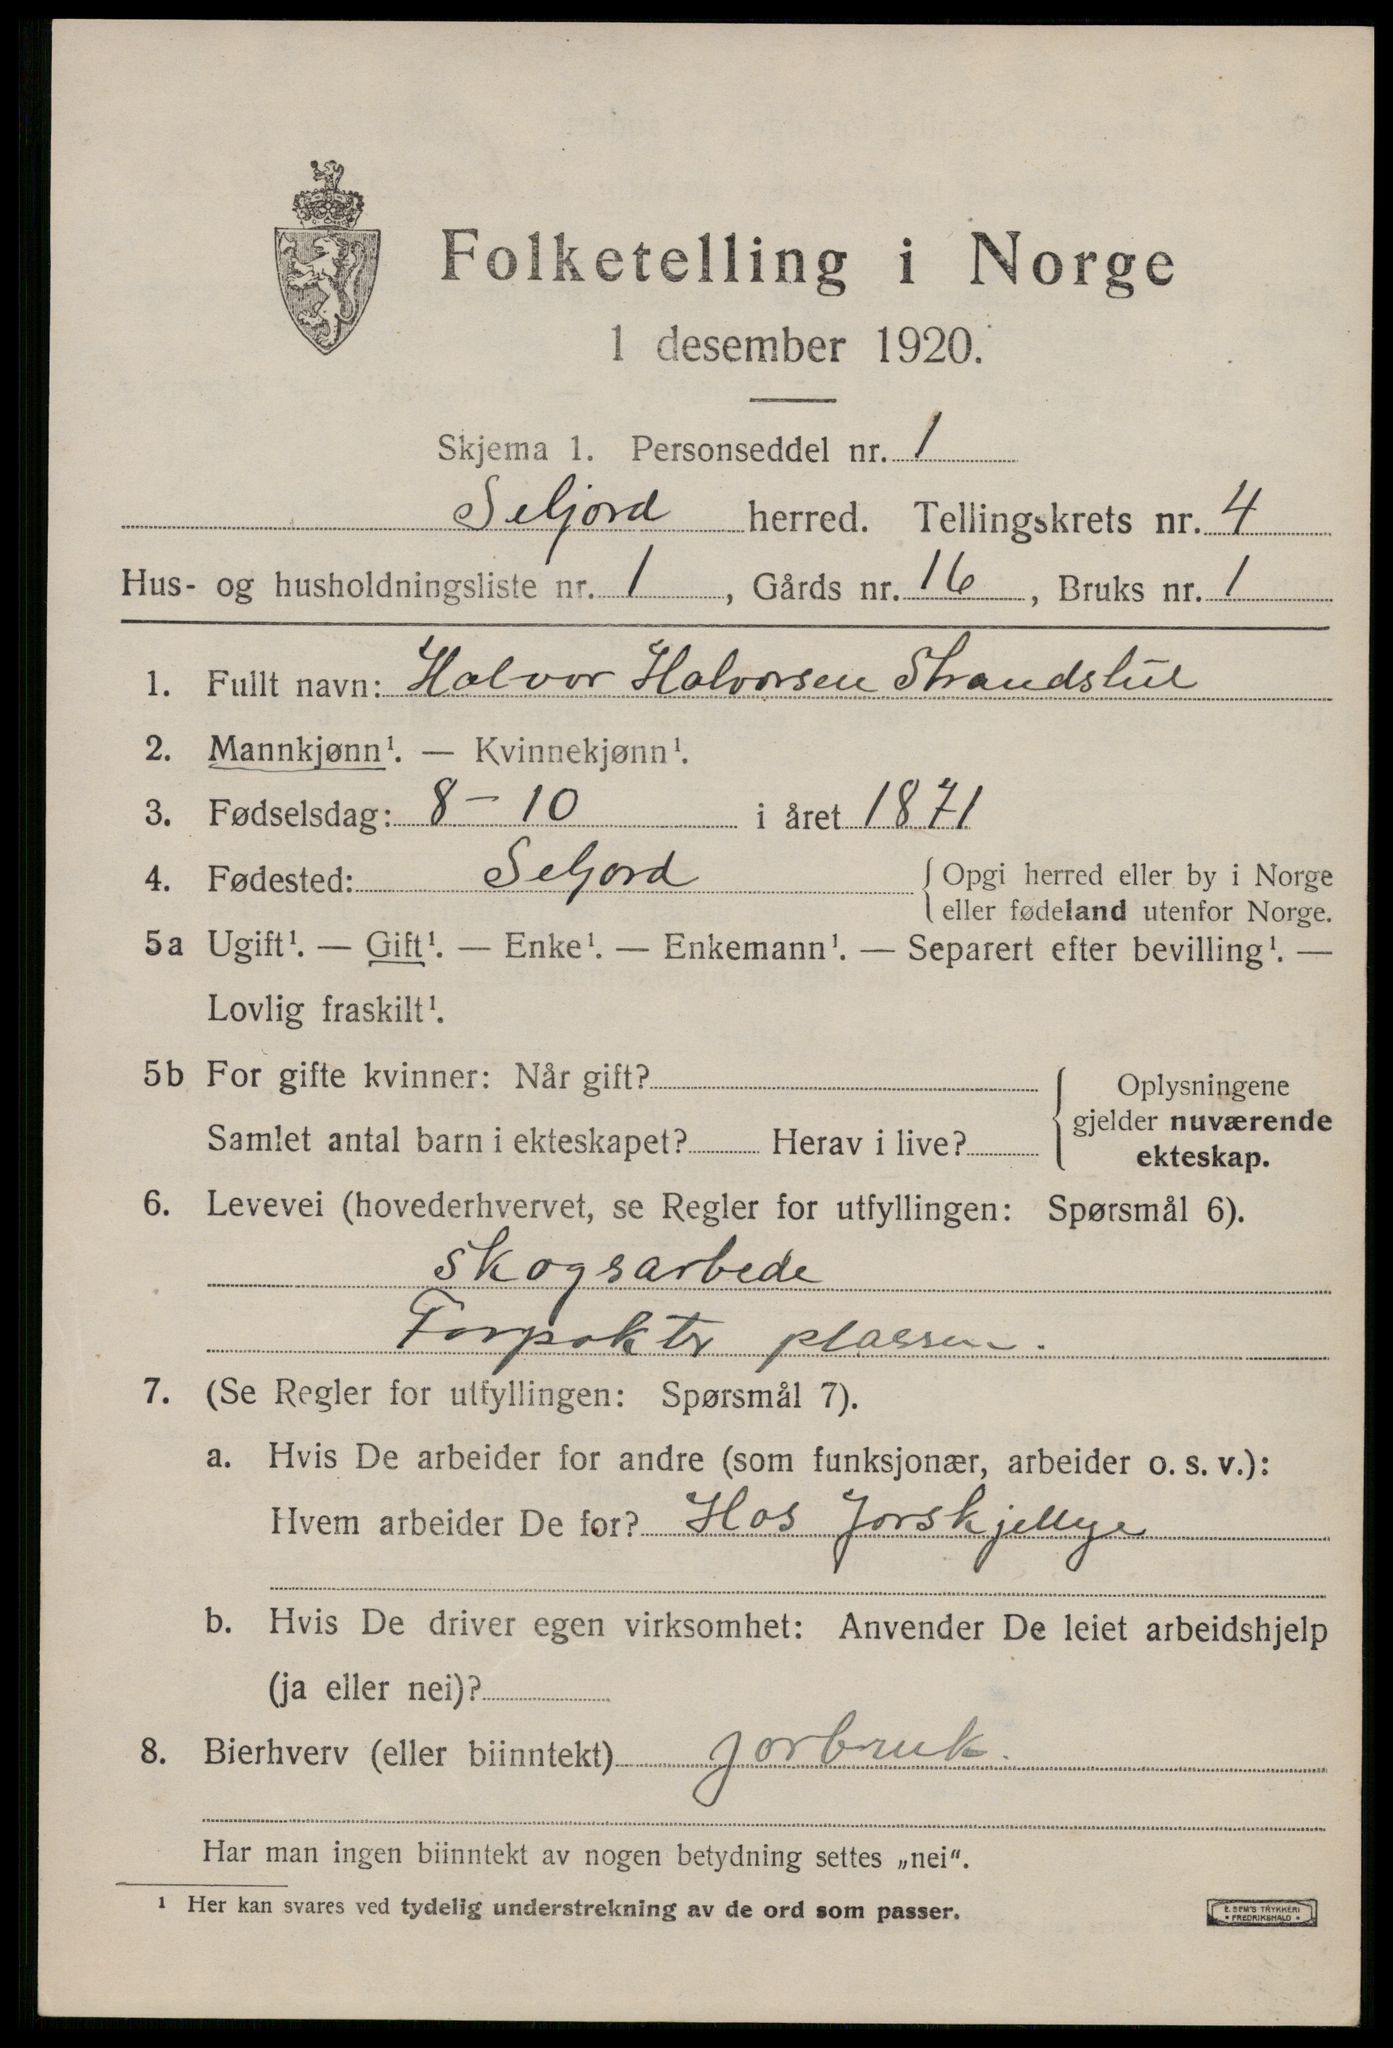 Folketelling i Norge
1 desember 1920.
Skjema 1. Personseddel nr. 1
Seljord herred. Tellingskrets nr. 4
Hus- og husholdningsliste nr. 1, Gårds nr. 16, Bruks nr. 1
1. Fullt navn: Halvor Halvorsen Strandstul
2. Mannkjønn¹. — Kvinnekjønn¹.
3. Fødselsdag: 8-10 i året 1871
4. Fødested: Seljord { Opgi herred eller by i Norge
eller fødeland utenfor Norge.
5a Ugift¹. — Gift¹. — Enke¹. — Enkemann¹. — Separert efter bevilling¹. —
Lovlig fraskilt¹.
5b For gifte kvinner: Når gift?
Samlet antal barn i ekteskapet? Herav i live?
{ Oplysningene
gjelder nuværende
ekteskap.
6. Levevei (hovederhvervet, se Regler for utfyllingen: Spørsmål 6).
skogsarbede
Forpakter plassen.
7. (Se Regler for utfyllingen: Spørsmål 7).
a. Hvis De arbeider for andre (som funksjonær, arbeider o. s. v.):
Hvem arbeider De for? Hos
b. Hvis De driver egen virksomhet: Anvender De leiet arbeidshjelp
(ja eller nei)?
8. Bierhverv (eller biinntekt) jorbruk.
Har man ingen biinntekt av nogen betydning settes „nei".
¹ Her kan svares ved tydelig understrekning av de ord som passer.
E. SEM'S TRYKKERI
FREDRIKSHALD